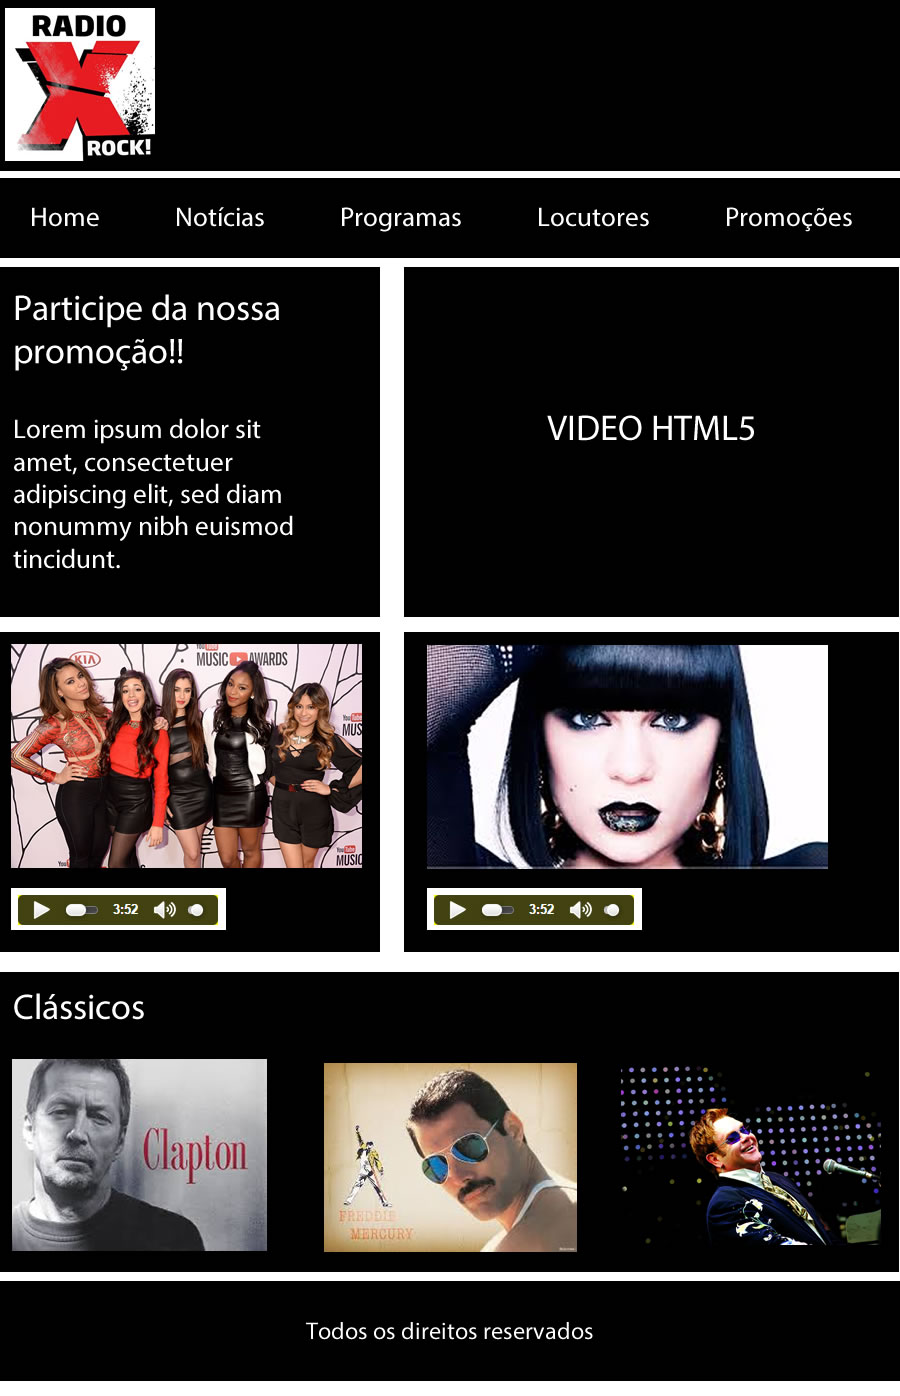 RADIO
X
ROCK!
Home
Notícias
Programas
Locutores
Promoções
Participe da nossa
promoção!!
Lorem ipsum dolor sit
amet, consectetuer
adipiscing elit, sed diam
nonummy nibh euismod
tincidunt.
VIDEO HTML5
KIA
MUSIC AWARDS
YouTube
MUSIC
3:52
3:52
Clássicos
Clapton
FREDDIE
MERCURY
Todos os direitos reservados